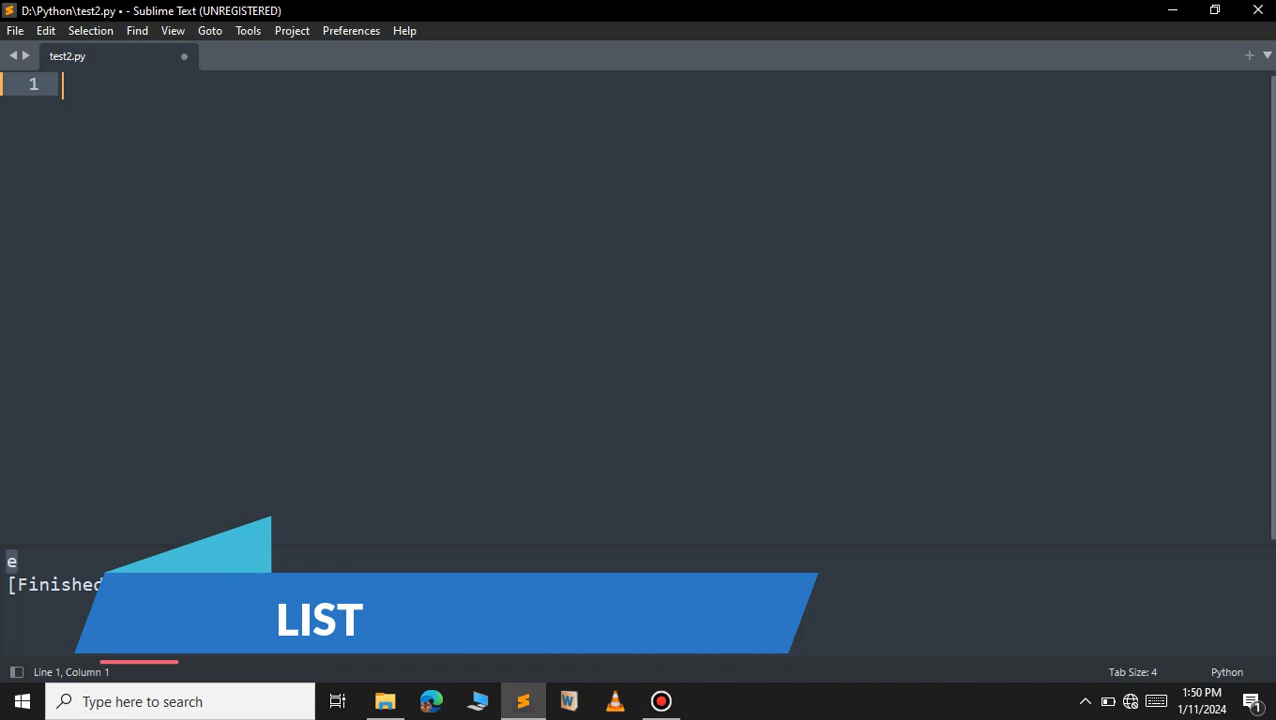 D:\Python\test2.py • - Sublime Text (UNREGISTERED)
File Edit Selection Find View Goto Tools Project Preferences Help
test2.py
1
e
[Finished
LIST
Line 1, Column 1 Tab Size: 4 Python
Type here to search
1:50 PM
1/11/2024
1